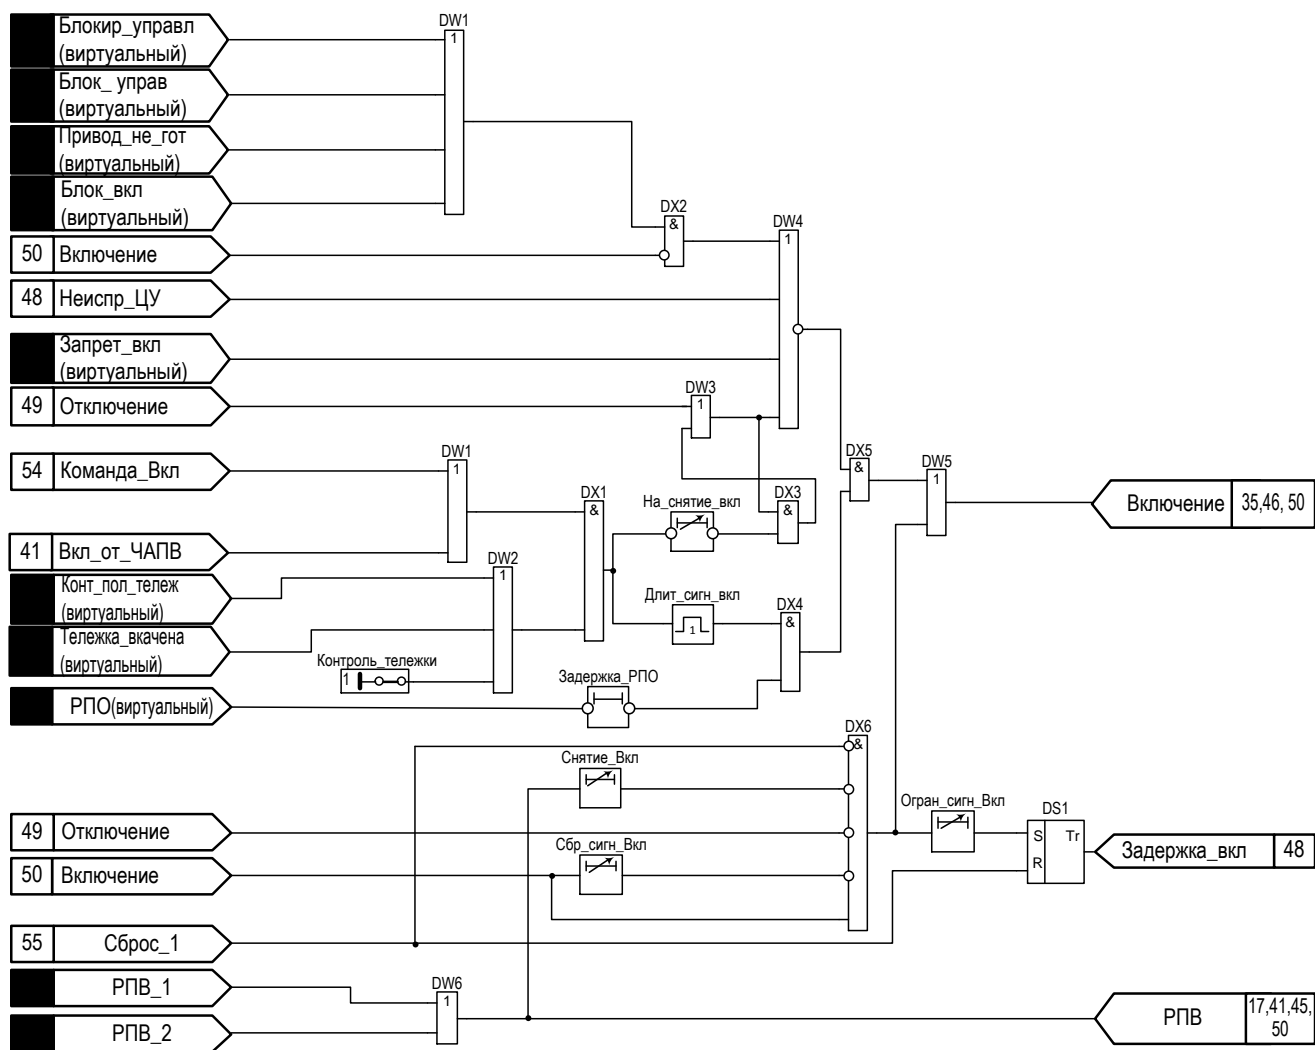 Блокир_управл
(виртуальный)
DW1
1
Блок_ управ
(виртуальный)
Привод_не_гот
(виртуальный)
Блок_вкл
(виртуальный)
DX2
&
DW4
1
50 Включение
48 Неиспр_ЦУ
Запрет_вкл
(виртуальный)
DW3
1
49 Отключение
DX5
&
DW5
1
54 Команда_Вкл
DW1
1
DX1
&
На_снятие_вкл
DX3
&
Включение 35,46, 50
41 Вкл_от_ЧАПВ
DW2
1
Конт_пол_тележ
(виртуальный)
Длит_сигн_вкл
1
DX4
&
Тележка_вкачена
(виртуальный)
Контроль_тележки
1
Задержка_РПО
РПО(виртуальный)
DX6
&
Снятие_Вкл
Огран_сигн_Вкл
DS1
S Tr
R
49 Отключение
Сбр_сигн_Вкл
Задержка_вкл 48
50 Включение
55 Сброс_1
РПВ_1
DW6
1
РПВ 17,41,45,
50
РПВ_2